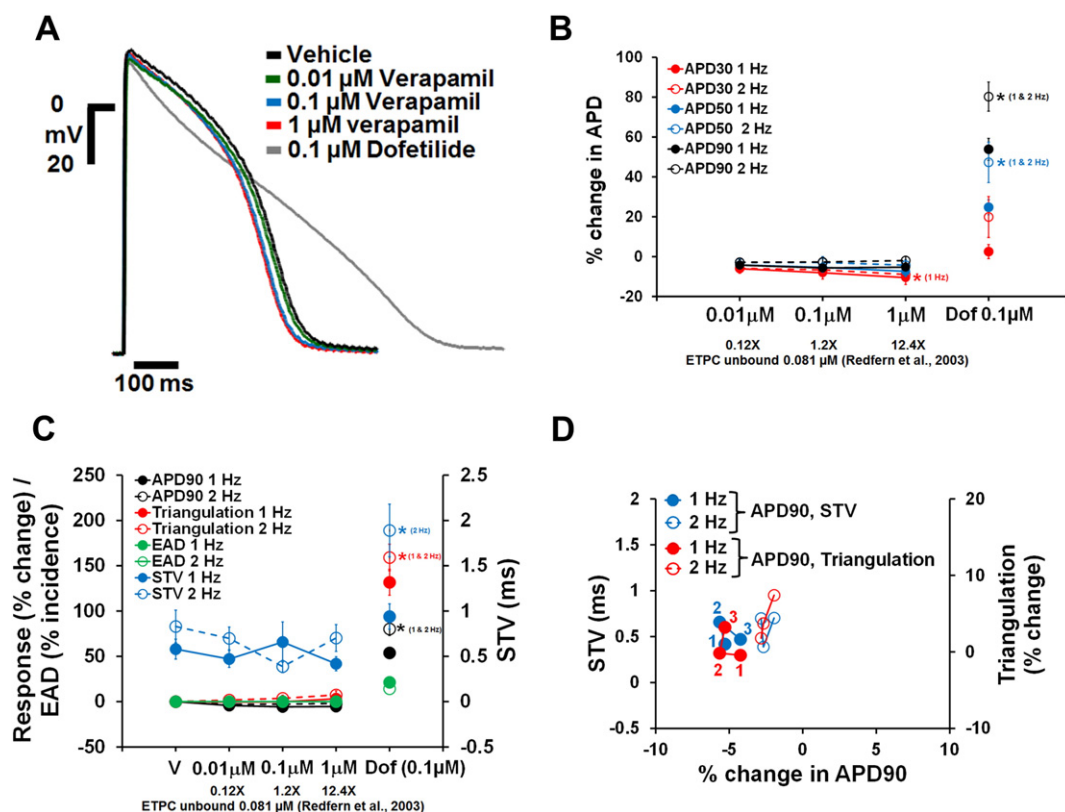 A
Vehicle
0.01 µM Verapamil
0.1 µM Verapamil
1 µM verapamil
0.1 µM Dofetilide
0
mV
20
100 ms
B
% change in APD
100
80
60
40
20
0
-20
APD30 1 Hz
APD30 2 Hz
APD50 1 Hz
APD50 2 Hz
APD90 1 Hz
APD90 2 Hz
* (1 & 2 Hz)
* (1 & 2 Hz)
* (1 Hz)
0.01µM 0.1µM 1µM Dof 0.1µM
0.12X 1.2X 12.4X
ETPC unbound 0.081 µM (Redfern et al., 2003)
C
Response (% change) /
EAD (% incidence)
250
200
150
100
50
0
-50
APD90 1 Hz
APD90 2 Hz
Triangulation 1 Hz
Triangulation 2 Hz
EAD 1 Hz
EAD 2 Hz
STV 1 Hz
STV 2 Hz
* (2 Hz)
* (1 & 2 Hz)
* (1 & 2 Hz)
2.5
2
1.5
1
0.5
0
-0.5
STV (ms)
V 0.01µM 0.1µM 1µM Dof (0.1µM)
0.12X 1.2X 12.4X
ETPC unbound 0.081 µM (Redfern et al., 2003)
D
STV (ms)
2
1.5
1
0.5
0
-0.5
1 Hz
2 Hz
APD90, STV
1 Hz
2 Hz
APD90, Triangulation
2
3
1
3
2
1
20
10
0
-10
Triangulation
(% change)
-10 -5 0 5 10
% change in APD90